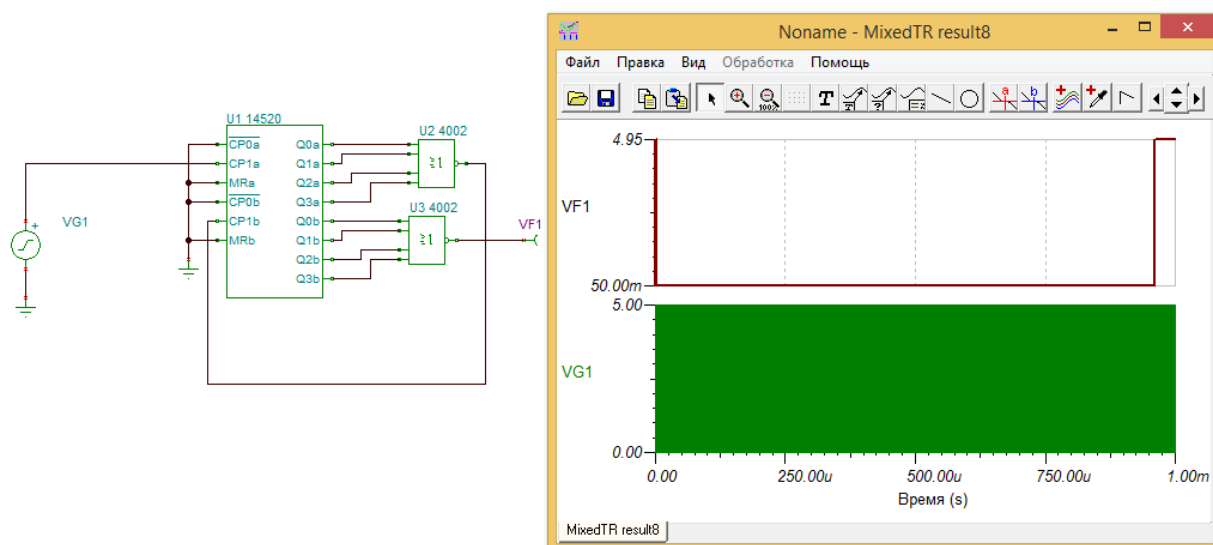 Noname - MixedTR result8
Файл Правка Вид Обработка Помощь
100% T T ? a b
U1 14520
CP0a Q0a
CP1a Q1a
MRa Q2a
CP0b Q3a
CP1b Q0b
MRb Q1b
Q2b
Q3b
U2 4002
≥1
U3 4002
≥1
VG1
+
VF1
4.95
VF1
50.00m
5.00
VG1
0.00
0.00 250.00u 500.00u 750.00u 1.00m
Время (s)
MixedTR result8